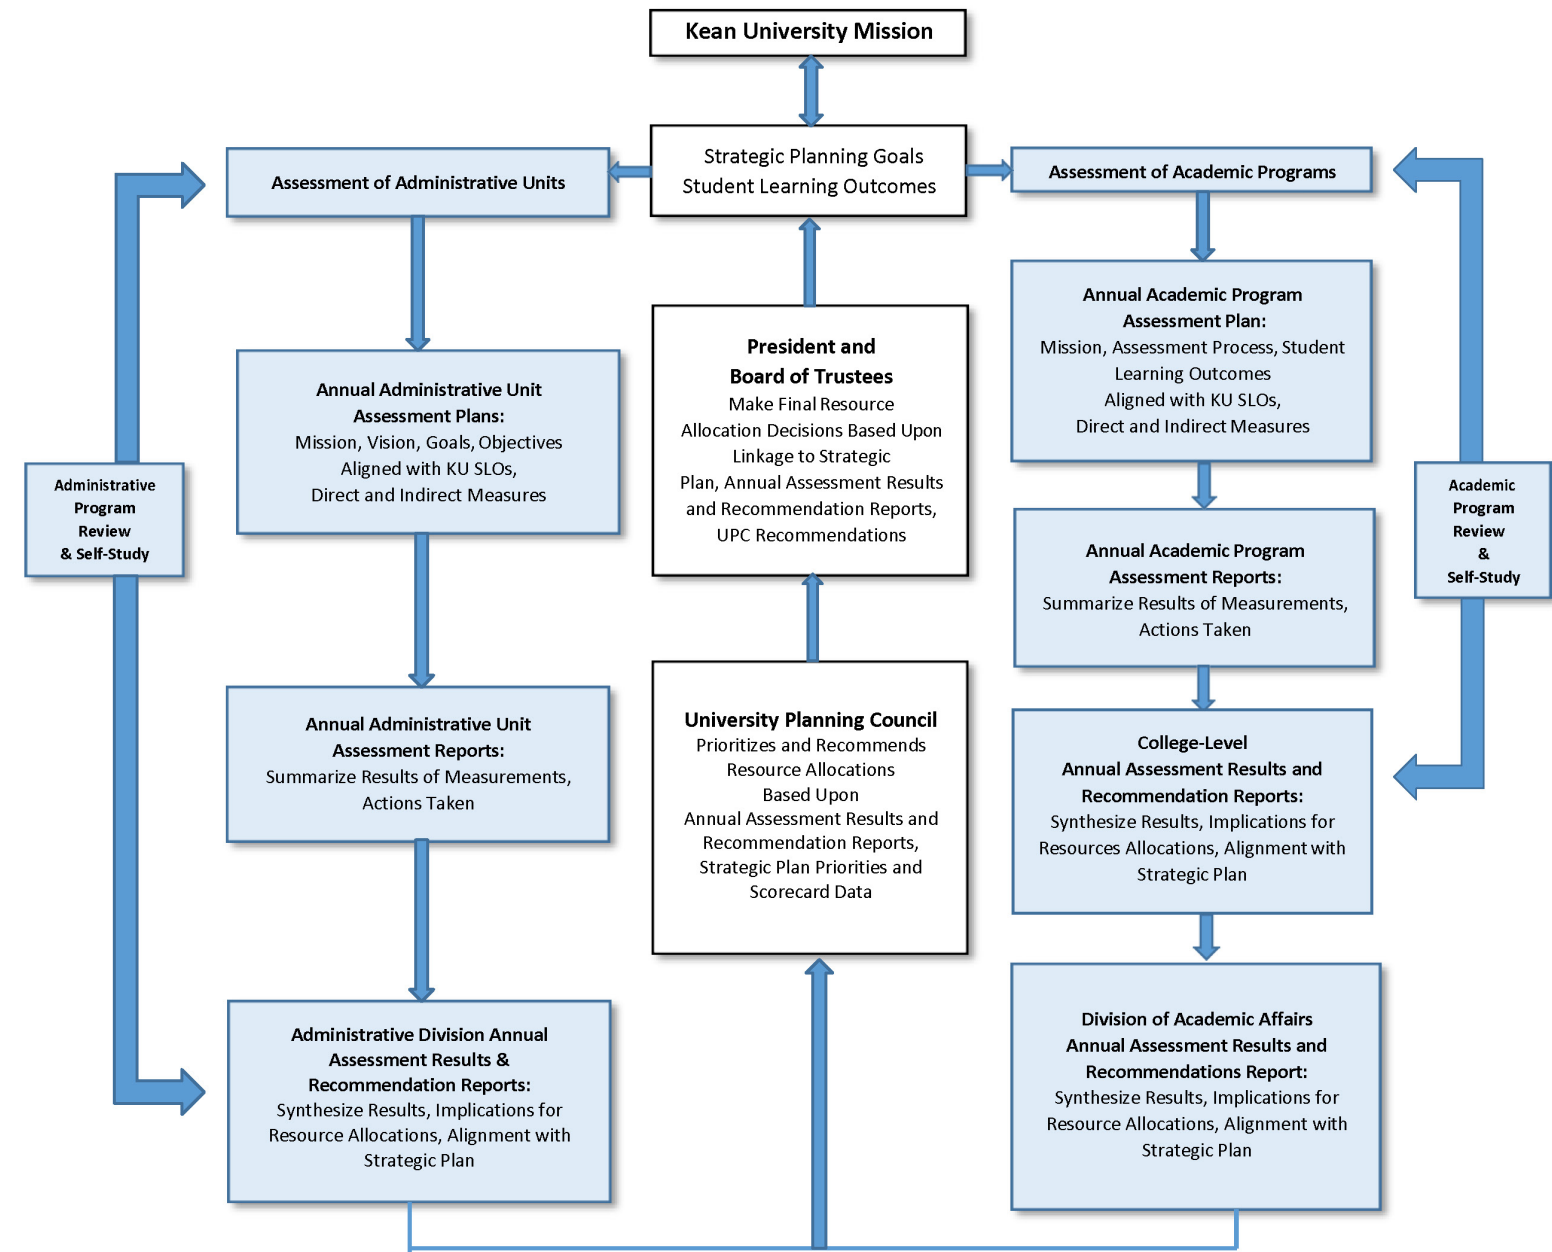 Kean University Mission
Strategic Planning Goals
Student Learning Outcomes
Assessment of Administrative Units
Assessment of Academic Programs
Annual Administrative Unit
Assessment Plans:
Mission, Vision, Goals, Objectives
Aligned with KU SLOs,
Direct and Indirect Measures
President and
Board of Trustees
Make Final Resource
Allocation Decisions Based Upon
Linkage to Strategic
Plan, Annual Assessment Results
and Recommendation Reports,
UPC Recommendations
Annual Academic Program
Assessment Plan:
Mission, Assessment Process, Student
Learning Outcomes
Aligned with KU SLOs,
Direct and Indirect Measures
Administrative
Program
Review
& Self-Study
Academic
Program
Review
&
Self-Study
Annual Academic Program
Assessment Reports:
Summarize Results of Measurements,
Actions Taken
Annual Administrative Unit
Assessment Reports:
Summarize Results of Measurements,
Actions Taken
University Planning Council
Prioritizes and Recommends
Resource Allocations
Based Upon
Annual Assessment Results and
Recommendation Reports,
Strategic Plan Priorities and
Scorecard Data
College-Level
Annual Assessment Results and
Recommendation Reports:
Synthesize Results, Implications for
Resources Allocations, Alignment with
Strategic Plan
Administrative Division Annual
Assessment Results &
Recommendation Reports:
Synthesize Results, Implications for
Resource Allocations, Alignment with
Strategic Plan
Division of Academic Affairs
Annual Assessment Results and
Recommendations Report:
Synthesize Results, Implications for
Resource Allocations, Alignment with
Strategic Plan